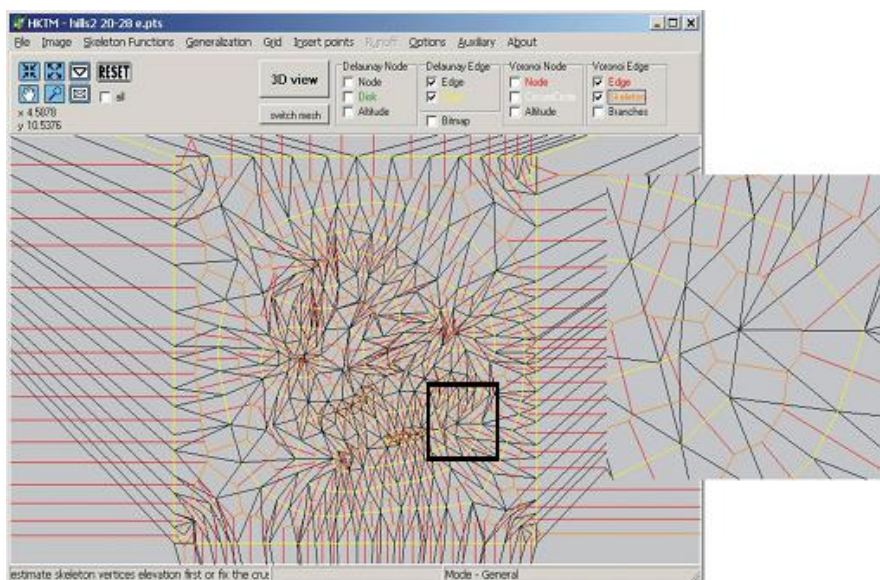 HKTM - hills2 20-28 e.pts
File Image Skeleton Functions Generalization Grid Insert points Runoff Options Auxiliary About
RESET
all
x 4.5878
y 10.5376
3D view
switch mesh
Delaunay Node
Node
Disk
Altitude
Delaunay Edge
Edge
Bitmap
Voronoi Node
Node
Altitude
Voronoi Edge
Edge
Skeleton
Branches
estimate skeleton vertices elevation first or fix the cru
Mode - General